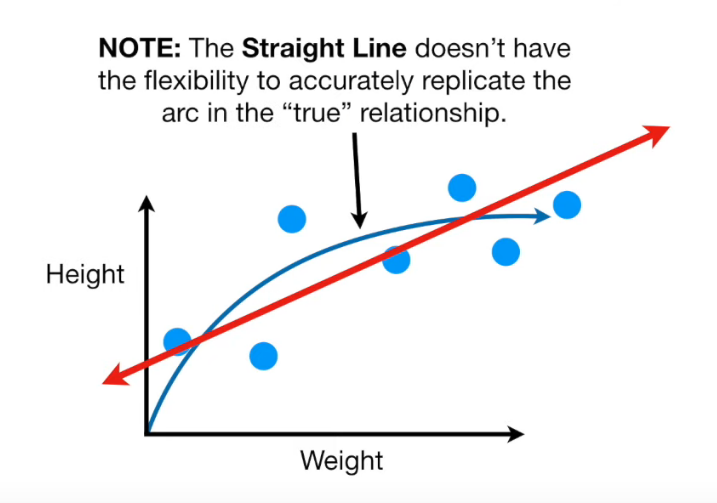 NOTE: The Straight Line doesn’t have
the flexibility to accurately replicate the
arc in the “true” relationship.
Height
Weight